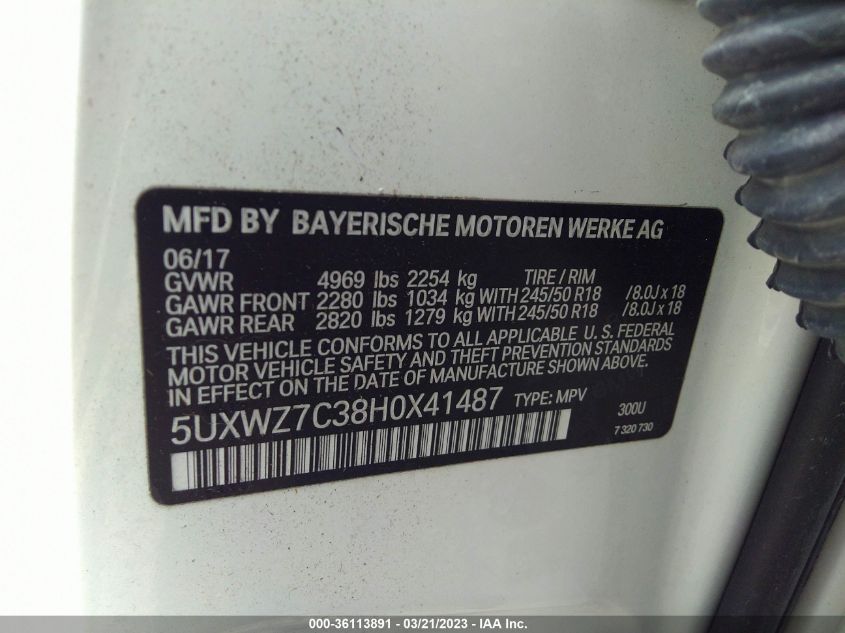 MFD BY BAYERISCHE MOTOREN WERKE AG
06/17
GVWR 4969 lbs 2254 kg TIRE / RIM
GAWR FRONT 2280 lbs 1034 kg WITH 245/50 R18 /8.0J x 18
GAWR REAR 2820 lbs 1279 kg WITH 245/50 R18 /8.0J x 18
THIS VEHICLE CONFORMS TO ALL APPLICABLE U.S. FEDERAL
MOTOR VEHICLE SAFETY AND THEFT PREVENTION STANDARDS
IN EFFECT ON THE DATE OF MANUFACTURE SHOWN ABOVE.
5UXWZ7C38H0X41487 TYPE: MPV 300U
7 320 730
000-36113891 / 03/21/2023 - © IAA Inc.